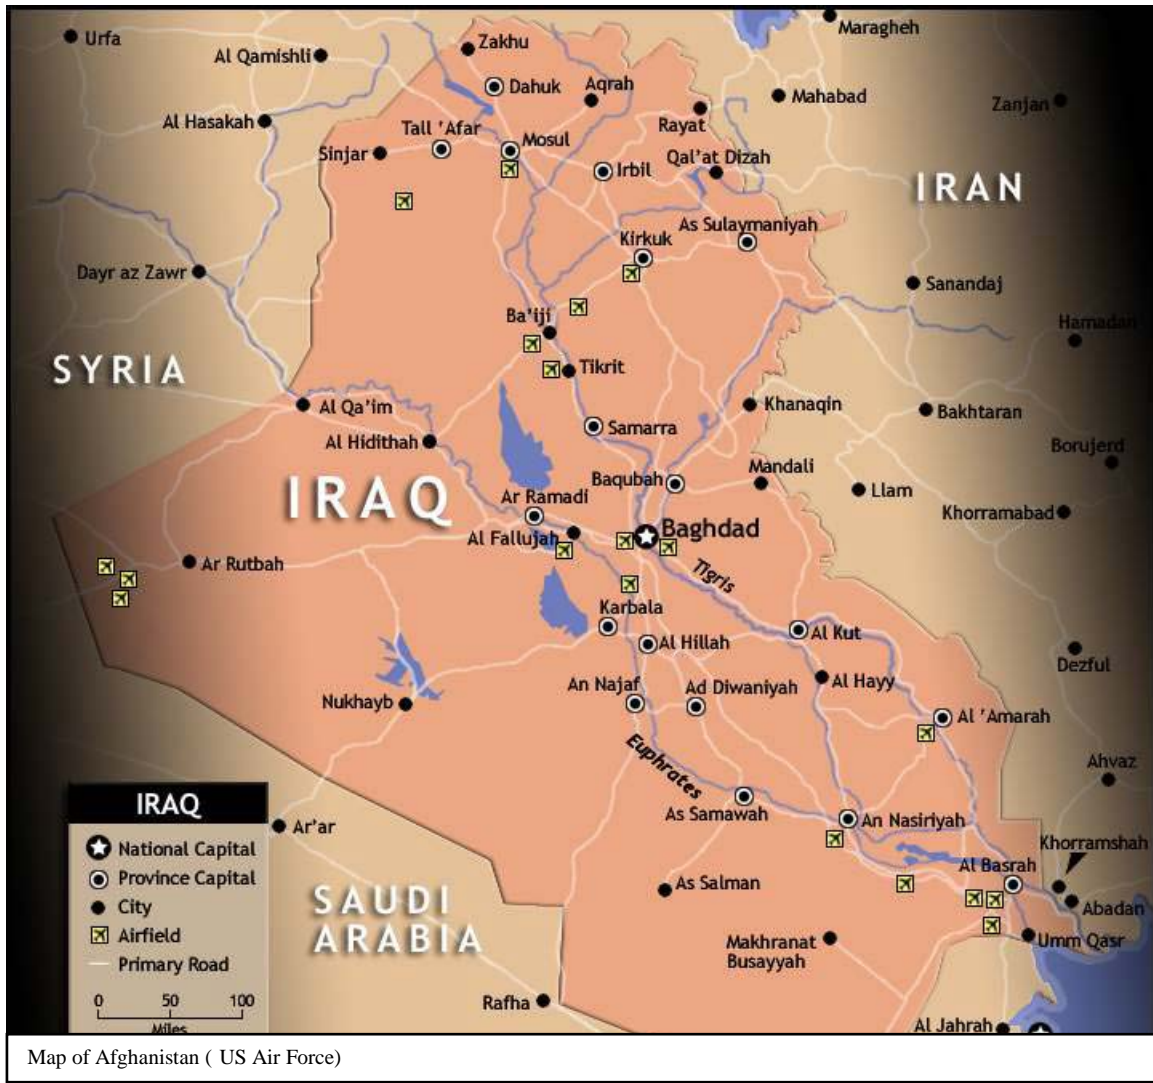 Urfa
Zakhu
Maragheh
Al Qamishli
Dahuk
Aqrah
Mahabad
Zanjan
Al Hasakah
Rayat
Tall 'Afar
Mosul
Sinjar
Irbil
Qal'at Dizah
IRAN
As Sulaymaniyah
Kirkuk
Dayr az Zawr
Sanandaj
Ba'iji
Hamadan
SYRIA
Tikrit
Al Qa'im
Khanaqin
Bakhtaran
Samarra
Al Hidithah
Borujerd
IRAQ
Baqubah
Mandali
Llam
Ar Ramadi
Khorramabad
Al Fallujah
Baghdad
Ar Rutbah
Tigris
Karbala
Al Kut
Al Hillah
Dezful
An Najaf
Ad Diwaniyah
Al Hayy
Nukhayb
Al 'Amarah
Euphrates
Ahvaz
As Samawah
An Nasiriyah
Ar'ar
Khorramshah
Al Basrah
As Salman
Abadan
SAUDI
ARABIA
Makhranat
Busayyah
Umm Qasr
Rafha
Al Jahrah
IRAQ
National Capital
Province Capital
City
Airfield
Primary Road
0 50 100
Miles
Map of Afghanistan ( US Air Force)